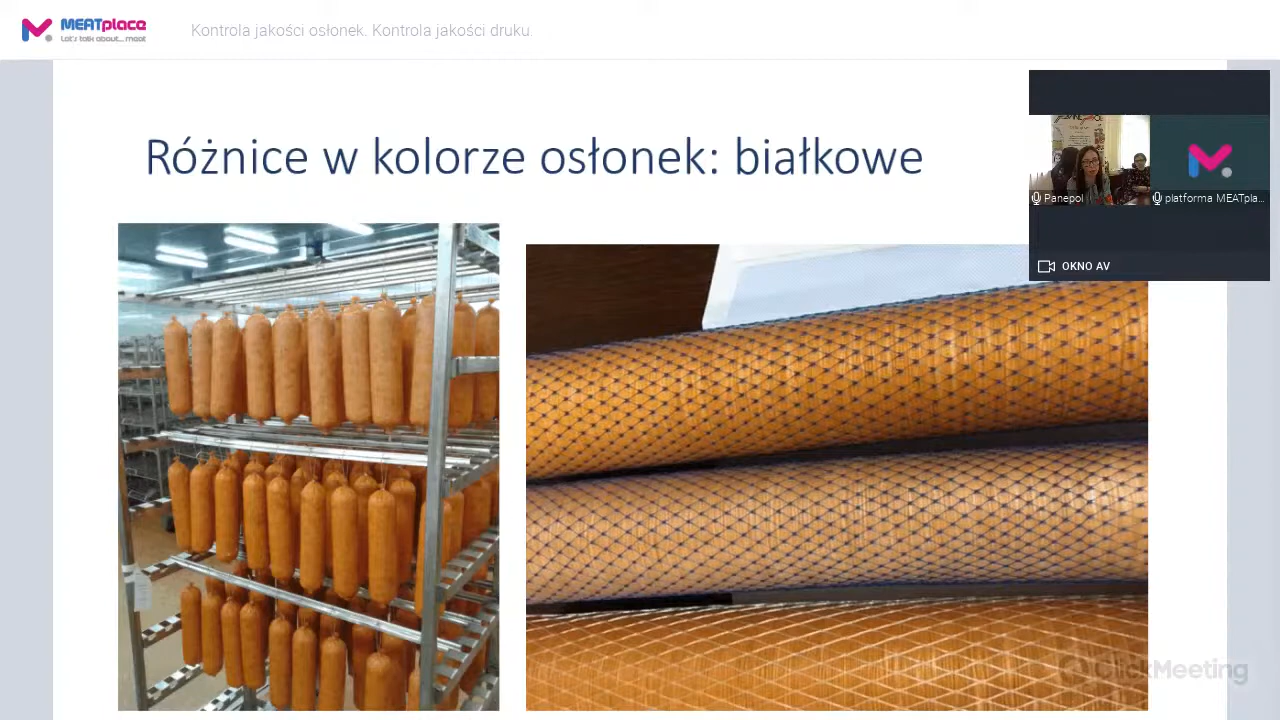 MEATplace
Let's talk about... meat
Kontrola jakości osłonek. Kontrola jakości druku.
Różnice w kolorze osłonek: białkowe
Panepol
platforma MEATpla...
OKNO AV
ClickMeeting